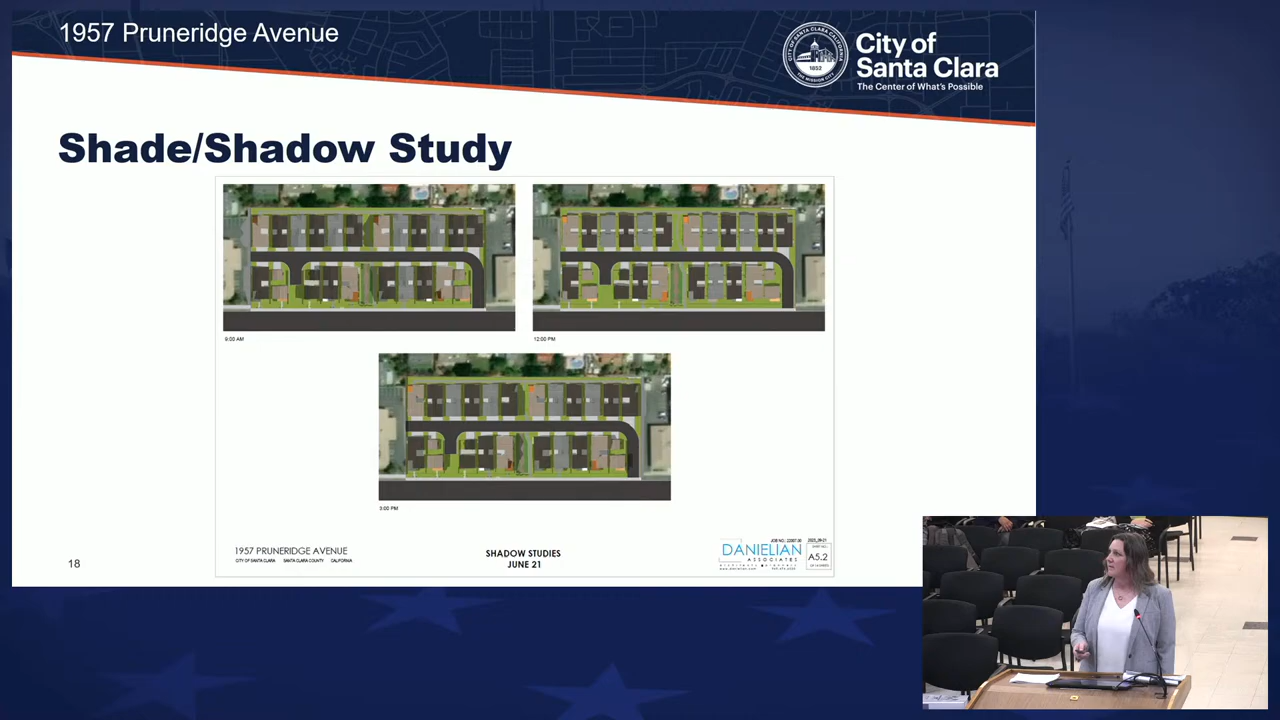 1957 Pruneridge Avenue
City of
Santa Clara
The Center of What's Possible
1852
Shade/Shadow Study
9:00 AM
12:00 PM
3:00 PM
1957 PRUNERIDGE AVENUE
CITY OF SANTA CLARA SANTA CLARA COUNTY CALIFORNIA
SHADOW STUDIES
JUNE 21
DANIELIAN
ASSOCIATES
A5.2
18